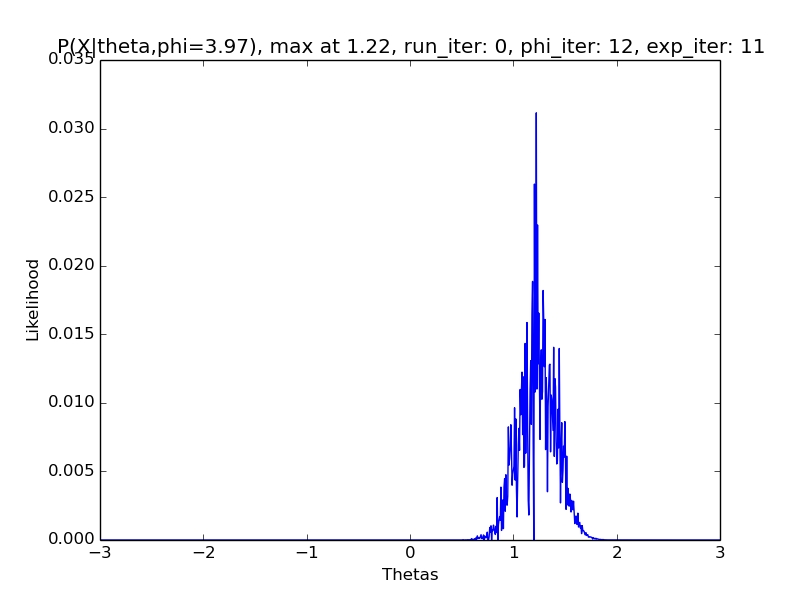 P(X|theta,phi=3.97), max at 1.22, run_iter: 0, phi_iter: 12, exp_iter: 11
0.035
0.030
0.025
0.020
0.015
0.010
0.005
0.000
Likelihood
−3 −2 −1 0 1 2 3
Thetas